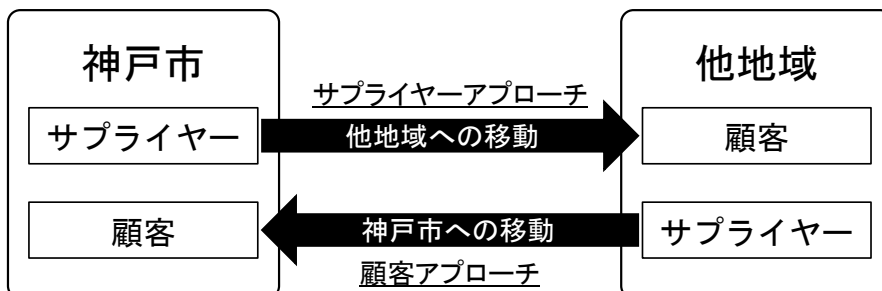 神戸市
他地域
サプライヤーアプローチ
サプライヤー
他地域への移動
顧客
顧客
神戸市への移動
サプライヤー
顧客アプローチ